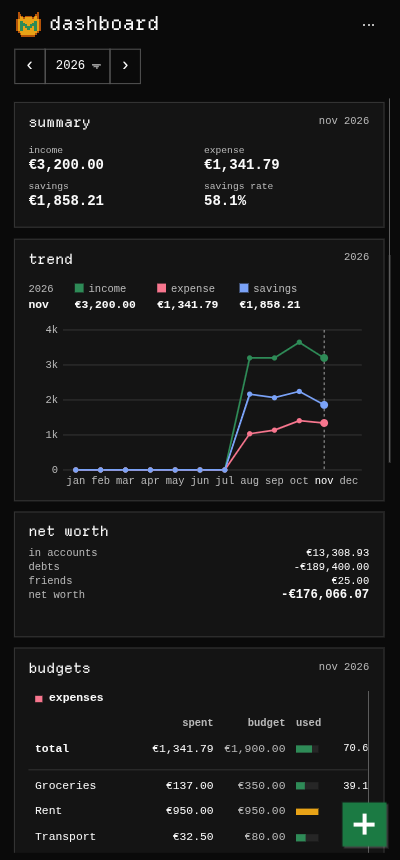 dashboard ...
‹ 2026 ›
summary nov 2026
income expense
€3,200.00 €1,341.79
savings savings rate
€1,858.21 58.1%
trend 2026
2026 income expense savings
nov €3,200.00 €1,341.79 €1,858.21
4k
3k
2k
1k
0
jan feb mar apr may jun jul aug sep oct nov dec
net worth
in accounts €13,308.93
debts -€189,400.00
friends €25.00
net worth -€176,066.07
budgets nov 2026
expenses
spent budget used
total €1,341.79 €1,900.00 70.6
Groceries €137.00 €350.00 39.1
Rent €950.00 €950.00
Transport €32.50 €80.00
+